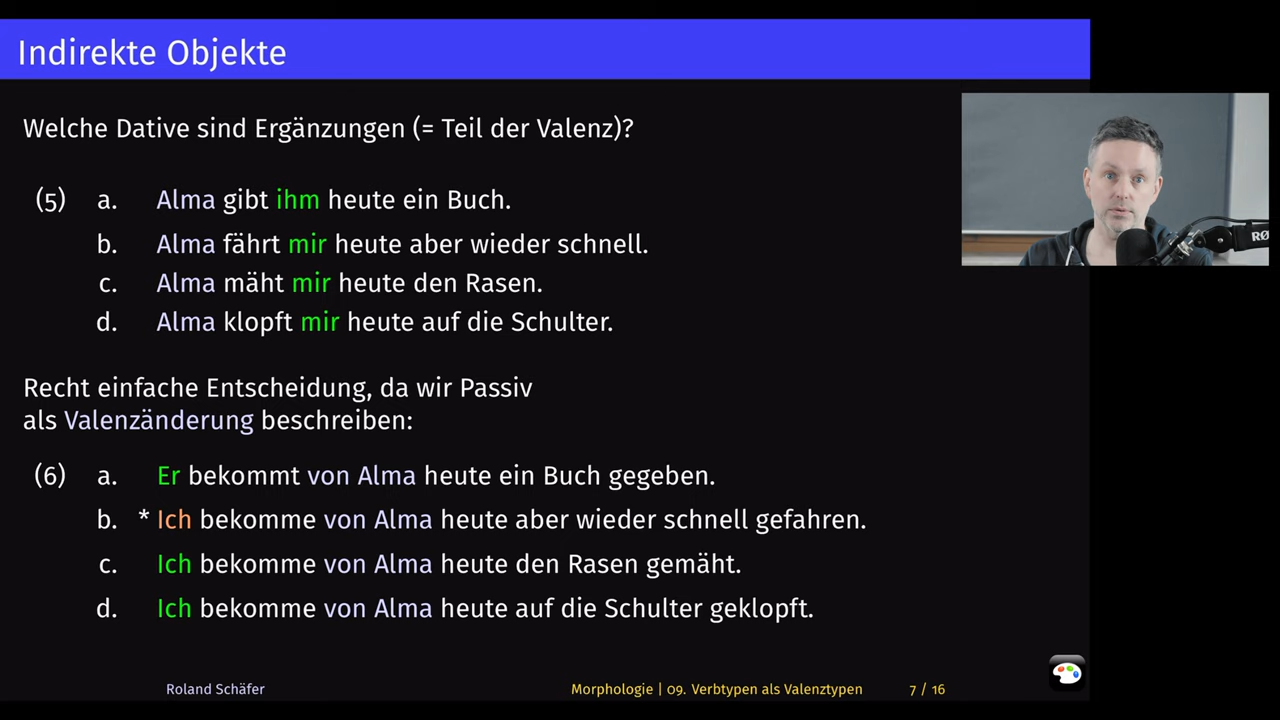 Indirekte Objekte
Welche Dative sind Ergänzungen (= Teil der Valenz)?
(5) a. Alma gibt ihm heute ein Buch.
b. Alma fährt mir heute aber wieder schnell.
c. Alma mäht mir heute den Rasen.
d. Alma klopft mir heute auf die Schulter.
Recht einfache Entscheidung, da wir Passiv
als Valenzänderung beschreiben:
(6) a. Er bekommt von Alma heute ein Buch gegeben.
b. * Ich bekomme von Alma heute aber wieder schnell gefahren.
c. Ich bekomme von Alma heute den Rasen gemäht.
d. Ich bekomme von Alma heute auf die Schulter geklopft.
Roland Schäfer Morphologie | 09. Verbtypen als Valenztypen 7 / 16